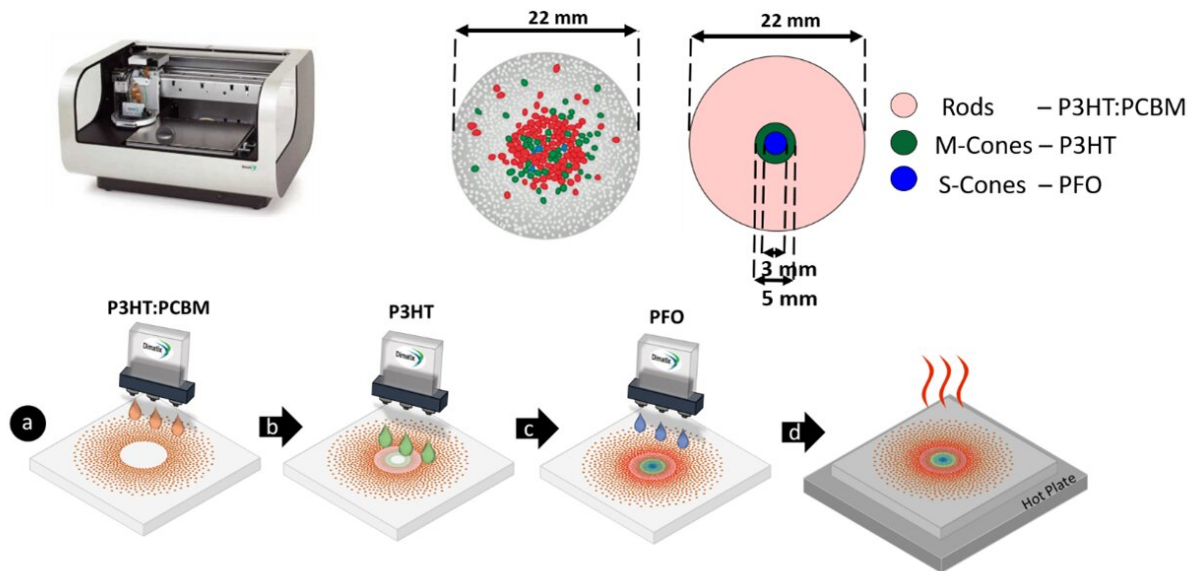 22 mm
22 mm
Rods – P3HT:PCBM
M-Cones – P3HT
S-Cones – PFO
3 mm
5 mm
P3HT:PCBM
P3HT
PFO
Dimatix
Dimatix
Dimatix
a
b
c
d
Hot Plate